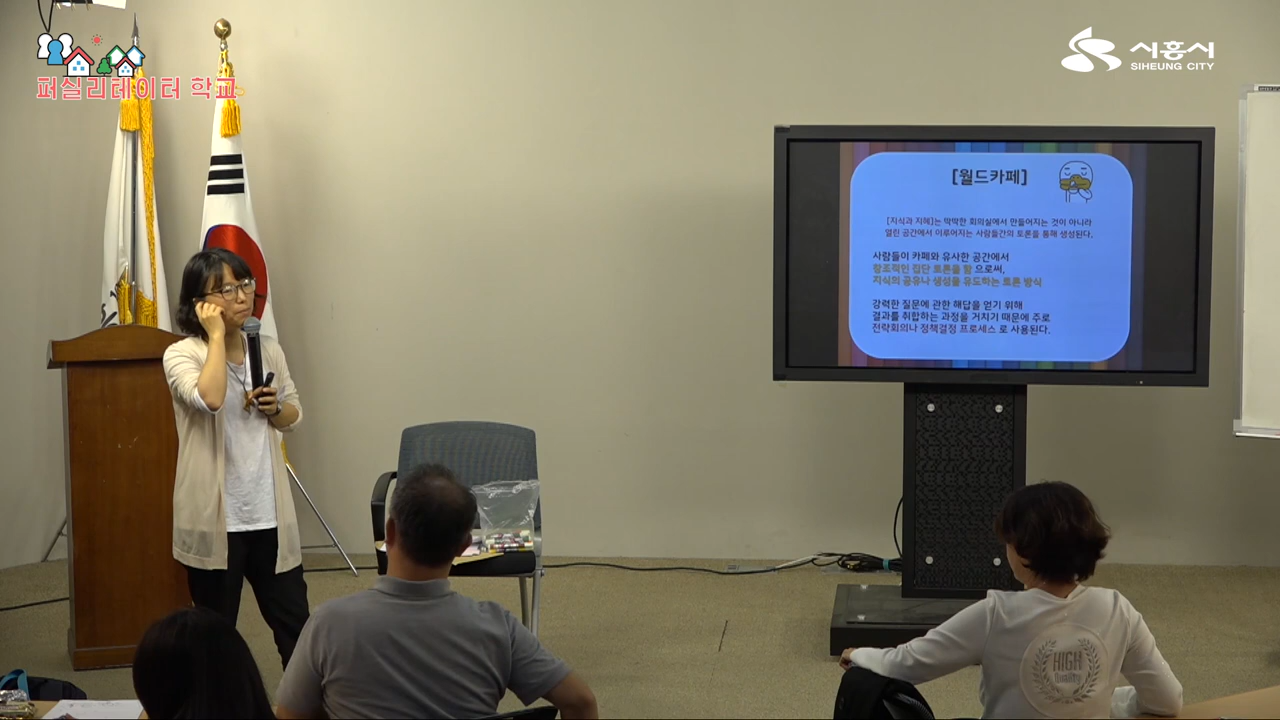 퍼실리테이터 학교
시흥시
SIHEUNG CITY
[월드카페]
[지식과 지혜]는 딱딱한 회의실에서 만들어지는 것이 아니라
열린 공간에서 이루어지는 사람들간의 토론을 통해 생성된다.
사람들이 카페와 유사한 공간에서
창조적인 집단 토론을 함 으로써,
지식의 공유나 생성을 유도하는 토론 방식
강력한 질문에 관한 해답을 얻기 위해
결과를 취합하는 과정을 거치기 때문에 주로
전략회의나 정책결정 프로세스 로 사용된다.
HIGH
Quality